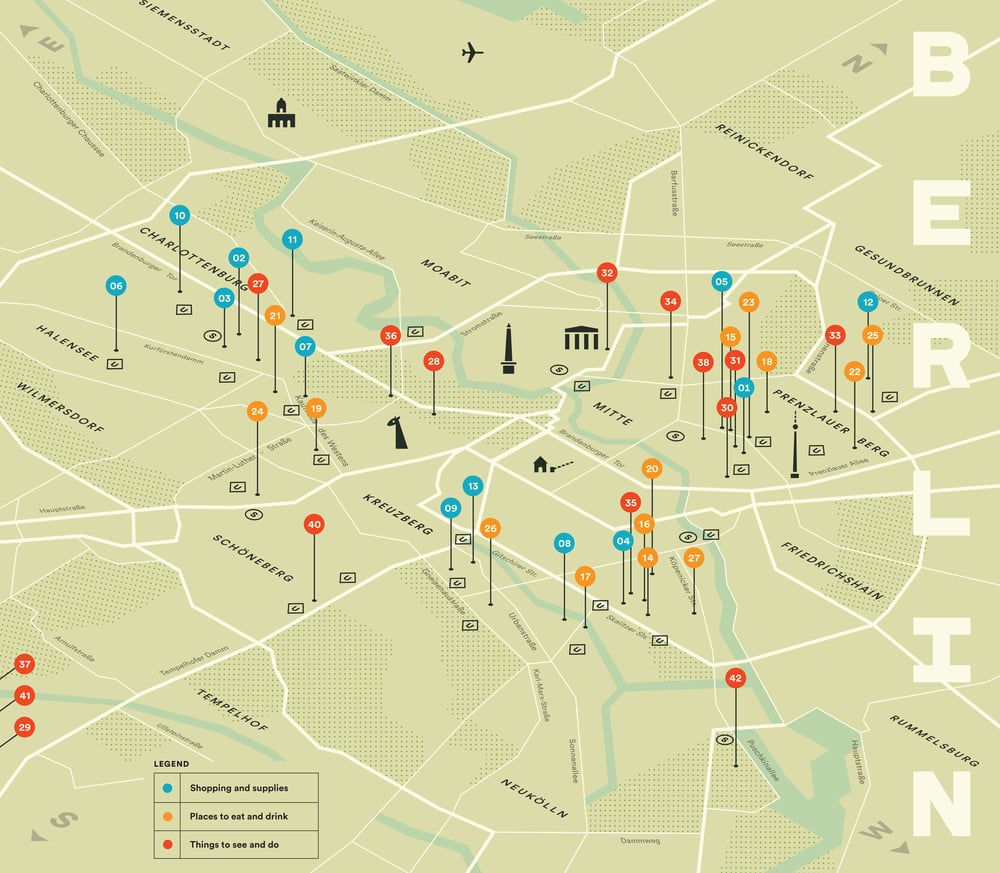 SIEMENSSTADT
E
N
B
Saatwinkler Damm
Charlottenburger Chaussee
REINICKENDORF
Barfusstraße
E
10
CHARLOTTENBURG
Brandenburger Tor
11
Kaiserin-Augusta-Allee
Seestraße
Seestraße
GESUNDBRUNNEN
02
MOABIT
32
05
06
27
03
34
23
12
21
Stromstraße
R
HALENSEE
Kurfürstendamm
07
36
28
15
38
31
18
33
25
22
01
WILMERSDORF
24
19
30
MITTE
PRENZLAUER BERG
des Westens
Martin-Luther-Straße
Brandenburger Tor
Prenzlauer Allee
20
Hauptstraße
13
09
KREUZBERG
26
35
16
L
40
08
04
14
27
SCHÖNEBERG
Gitschiner Str.
17
Köpenicker Str.
FRIEDRICHSHAIN
Gneisenaustraße
Urbanstraße
Skalitzer Str.
Arnulfstraße
Tempelhofer Damm
I
37
41
29
TEMPELHOF
Karl-Marx-Straße
42
Ullsteinstraße
Sonnenallee
Puschkinallee
Hauptstraße
RUMMELSBURG
NEUKÖLLN
N
S
W
Dammweg
LEGEND
Shopping and supplies
Places to eat and drink
Things to see and do